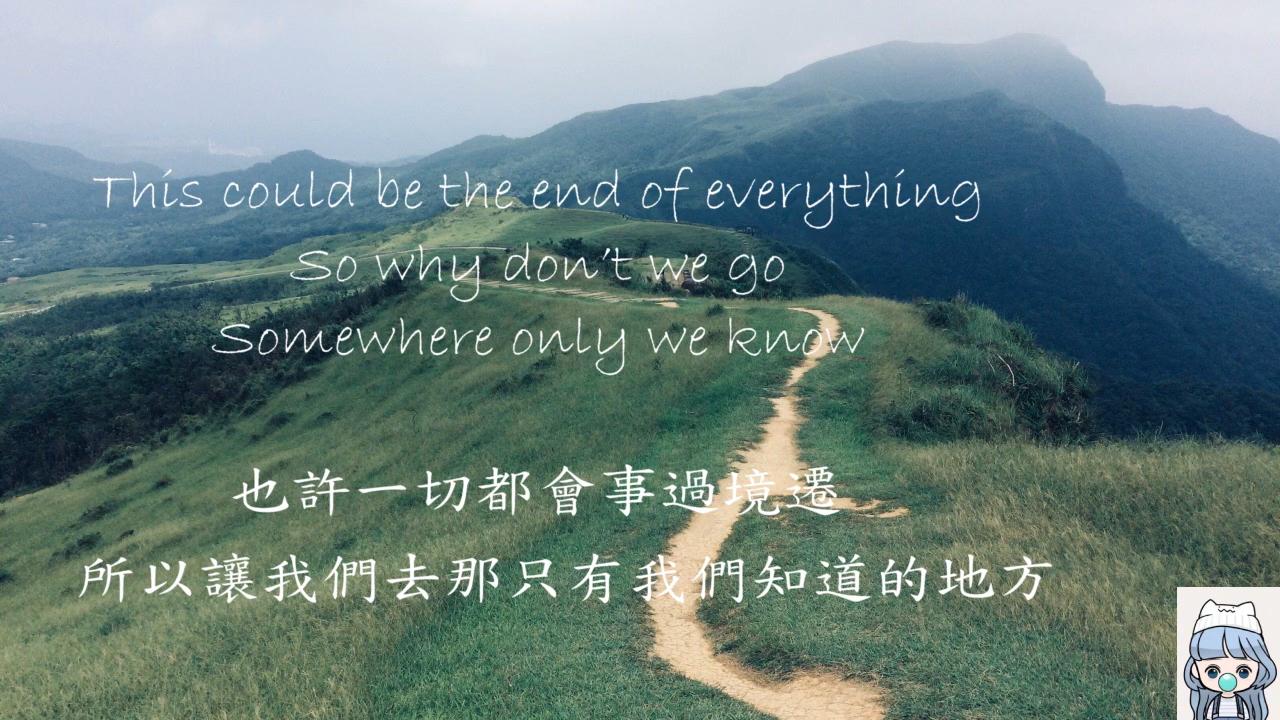 This could be the end of everything
So why don't we go
Somewhere only we know
也許一切都會事過境遷
所以讓我們去那只有我們知道的地方